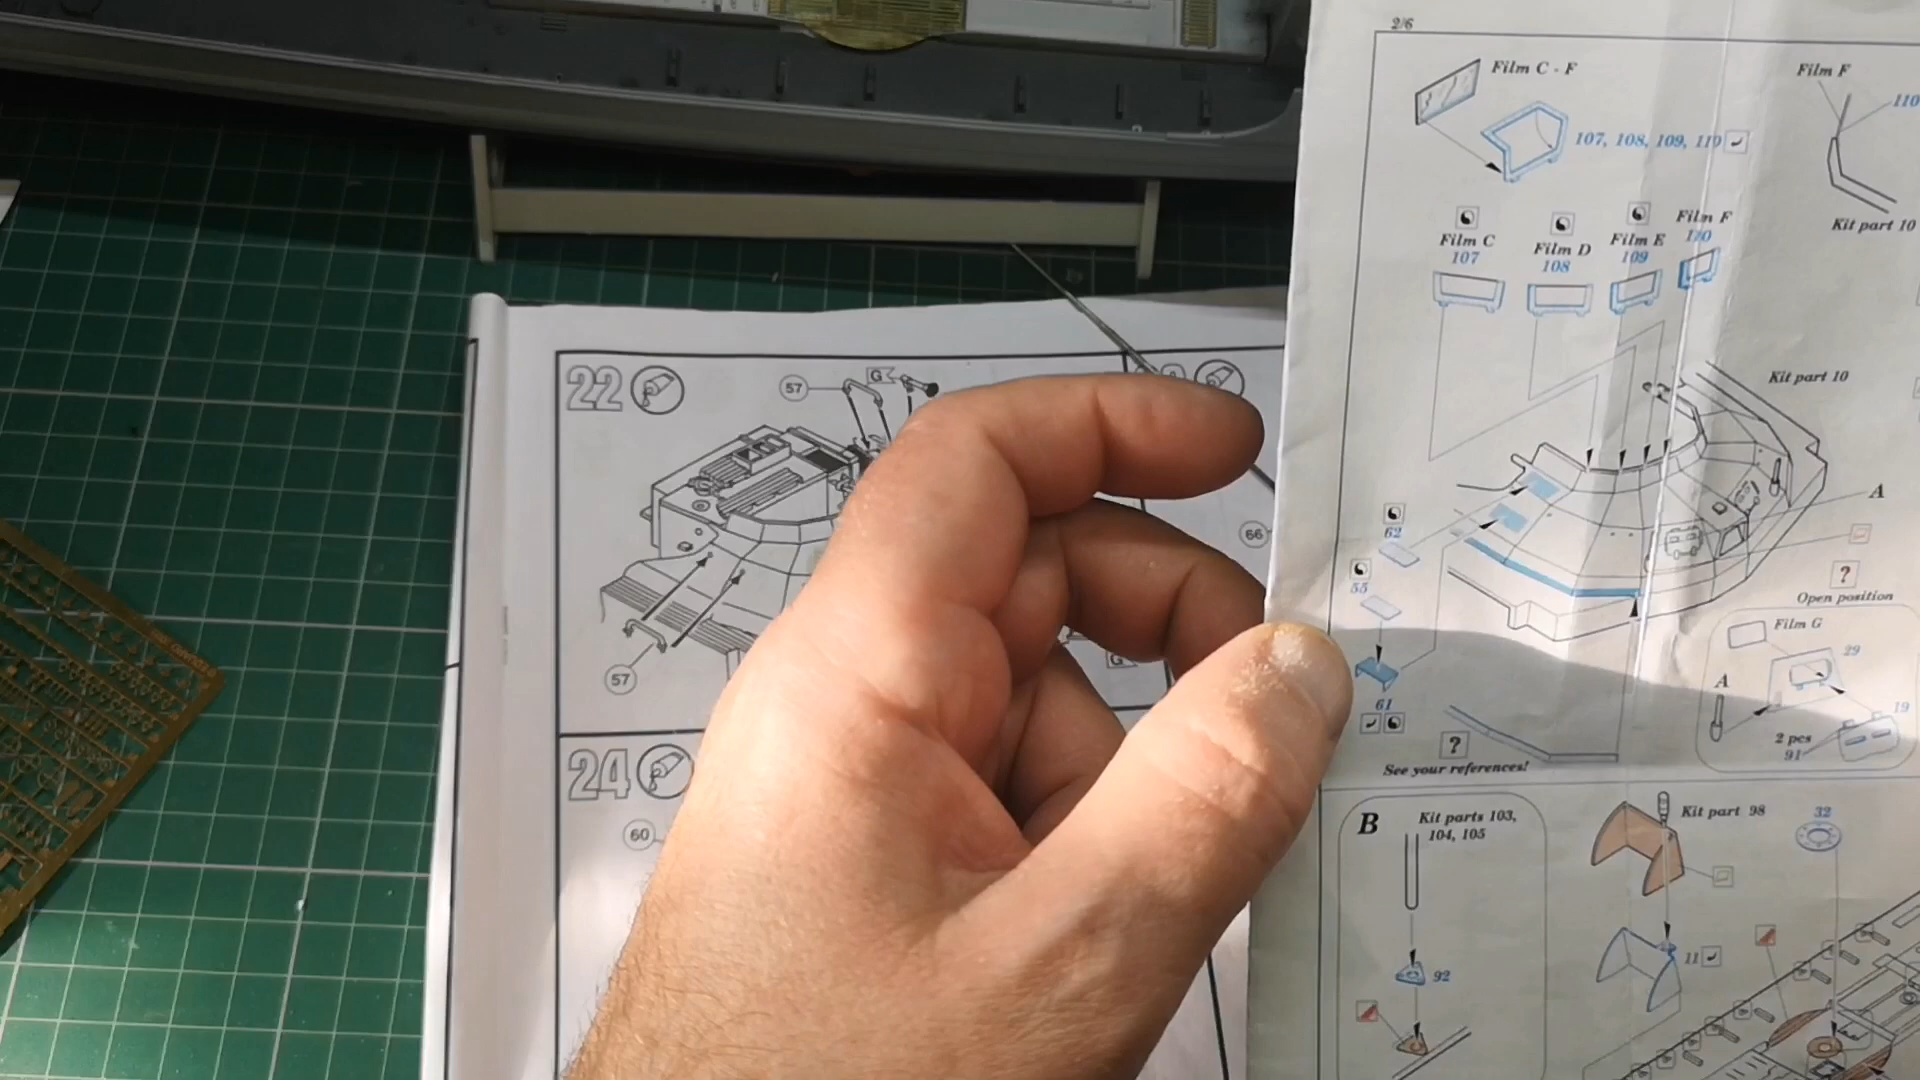 2/6
Film C - F
107, 108, 109, 110
Film F
110
Kit part 10
Film C
107
Film D
108
Film E
109
Film F
Kit part 10
A
62
55
61
?
See your references!
?
Open position
Film G
29
A
19
2 pcs
91
B
Kit parts 103,
104, 105
92
Kit part 98
11
32
22
57
G
57
66
G
24
60